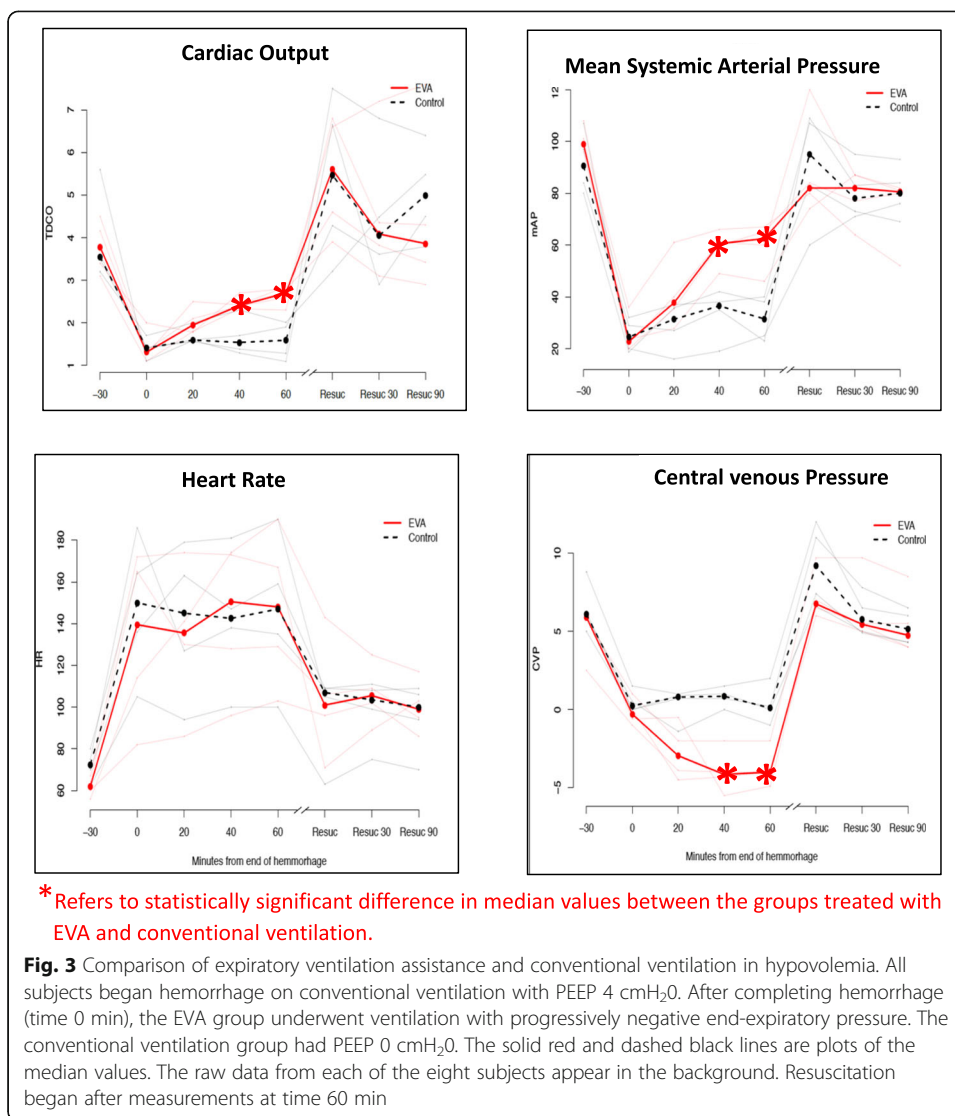 Cardiac Output
EVA
Control
TDCO
7
6
5
4
3
2
1
−30
0
20
40
60
Resuc
Resuc 30
Resuc 90
Mean Systemic Arterial Pressure
EVA
Control
mAP
12
100
80
60
40
20
−30
0
20
40
60
Resuc
Resuc 30
Resuc 90
Heart Rate
EVA
Control
HR
180
160
140
120
100
80
60
−30
0
20
40
60
Resuc
Resuc 30
Resuc 90
Minutes from end of hemmorhage
Central venous Pressure
EVA
Control
CVP
10
5
0
−5
−30
0
20
40
60
Resuc
Resuc 30
Resuc 90
Minutes from end of hemmorhage
*Refers to statistically significant difference in median values between the groups treated with
EVA and conventional ventilation.
Fig. 3 Comparison of expiratory ventilation assistance and conventional ventilation in hypovolemia. All
subjects began hemorrhage on conventional ventilation with PEEP 4 cmH₂0. After completing hemorrhage
(time 0 min), the EVA group underwent ventilation with progressively negative end-expiratory pressure. The
conventional ventilation group had PEEP 0 cmH₂0. The solid red and dashed black lines are plots of the
median values. The raw data from each of the eight subjects appear in the background. Resuscitation
began after measurements at time 60 min